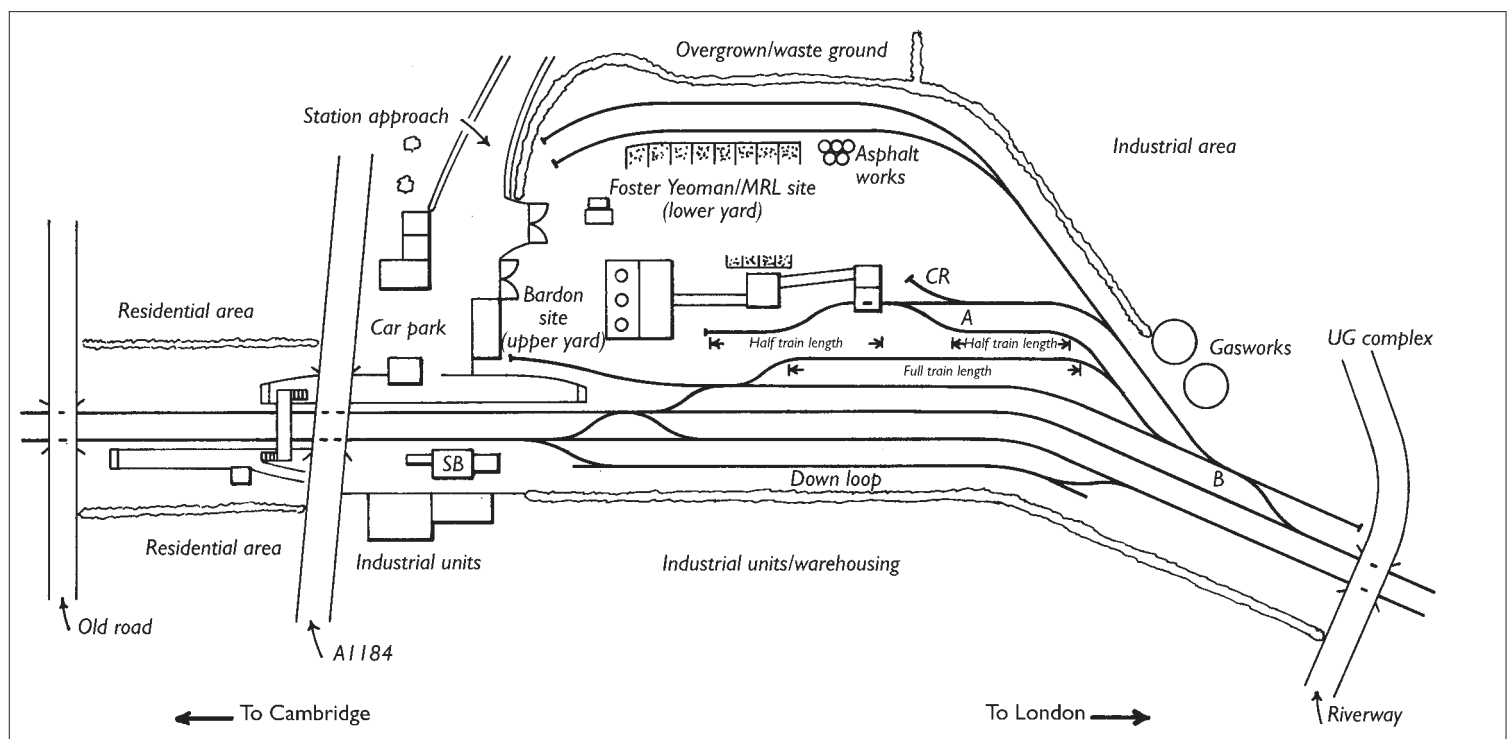 Overgrown/waste ground
Station approach
Industrial area
Asphalt
works
Foster Yeoman/MRL site
(lower yard)
CR
Bardon
site
(upper yard)
Residential area
Car park
A
Half train length
Half train length
Gasworks
UG complex
Full train length
SB
Down loop
B
Residential area
Industrial units
Industrial units/warehousing
Old road
A1184
To Cambridge
To London
Riverway